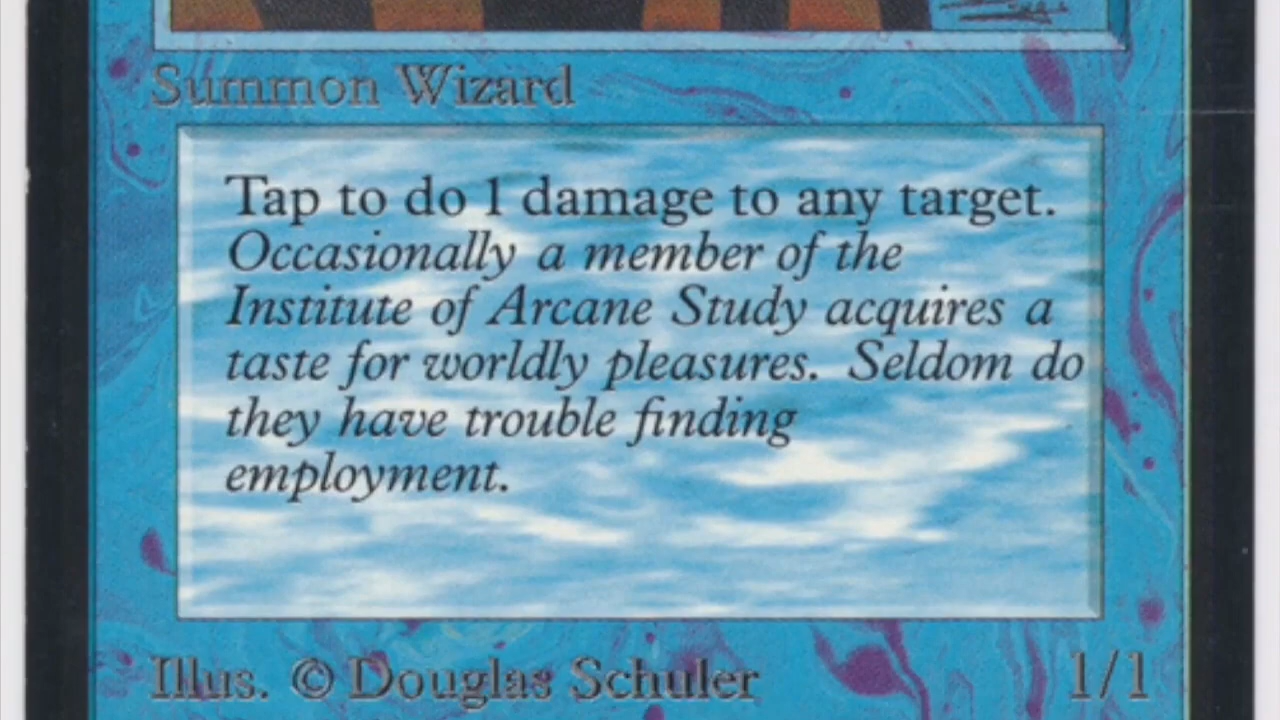 Summon Wizard
Tap to do 1 damage to any target.
Occasionally a member of the
Institute of Arcane Study acquires a
taste for worldly pleasures. Seldom do
they have trouble finding
employment.
Illus. © Douglas Schuler
1/1